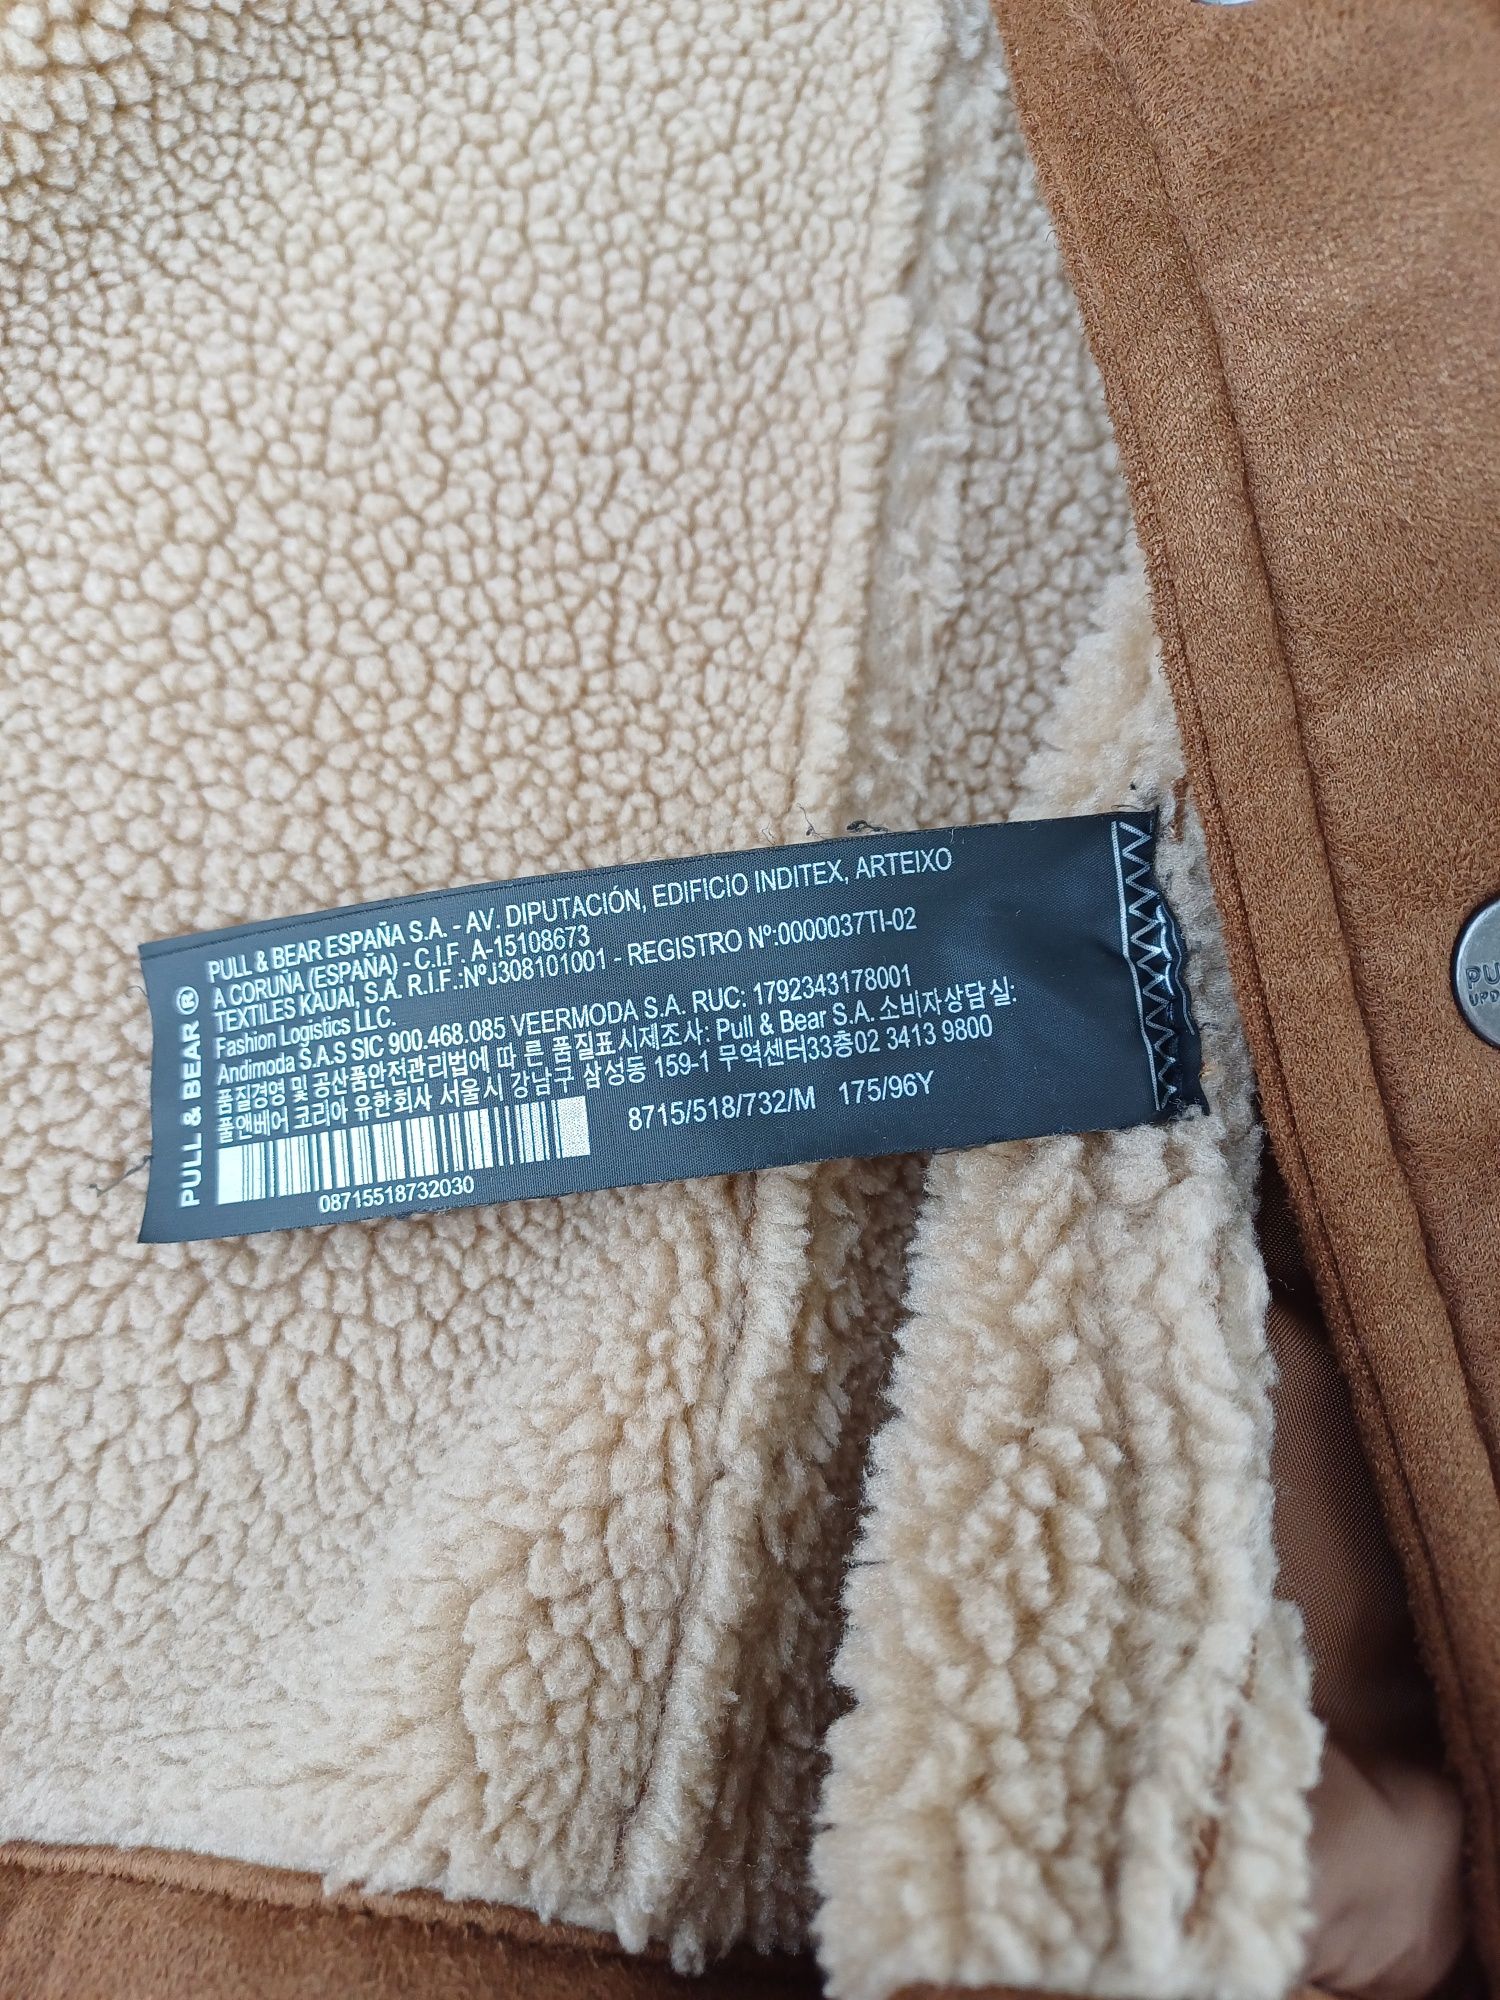 PULL & BEAR ®
PULL & BEAR ESPAÑA S.A. - AV. DIPUTACIÓN, EDIFICIO INDITEX, ARTEIXO
A CORUÑA (ESPAÑA) - C.I.F. A-15108673
TEXTILES KAUAI, S.A. R.I.F.:NºJ308101001 - REGISTRO Nº:0000037TI-02
Fashion Logistics LLC.
Andimoda S.A.S SIC 900.468.085 VEERMODA S.A. RUC: 1792343178001
품질경영 및 공산품안전관리법에 따 른 품질표시제조사: Pull & Bear S.A. 소비자상담실:
풀앤베어 코리아 유한회사 서울시 강남구 삼성동 159-1 무역센터33층02 3413 9800
8715/518/732/M 175/96Y
08715518732030
PU
UPD